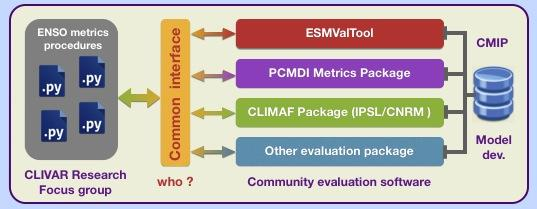 ENSO metrics
procedures
.py
.py
.py
.py
CLIVAR Research
Focus group
Common interface
who ?
ESMValTool
PCMDI Metrics Package
CLIMAF Package (IPSL/CNRM )
Other evaluation package
Community evaluation software
CMIP
Model
dev.